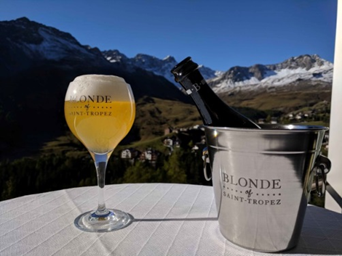 BLONDE
of
SAINT-TROPEZ
BLONDE
of
SAINT-TROPEZ